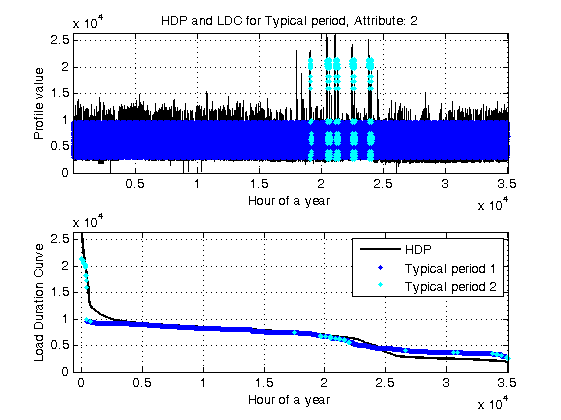 HDP and LDC for Typical period, Attribute: 2
x 10^4
2.5
2
1.5
1
0.5
0
Profile value
0.5 1 1.5 2 2.5 3 3.5
Hour of a year
x 10^4
x 10^4
2.5
2
1.5
1
0.5
0
Load Duration Curve
HDP
Typical period 1
Typical period 2
0 0.5 1 1.5 2 2.5 3 3.5
Hour of a year
x 10^4